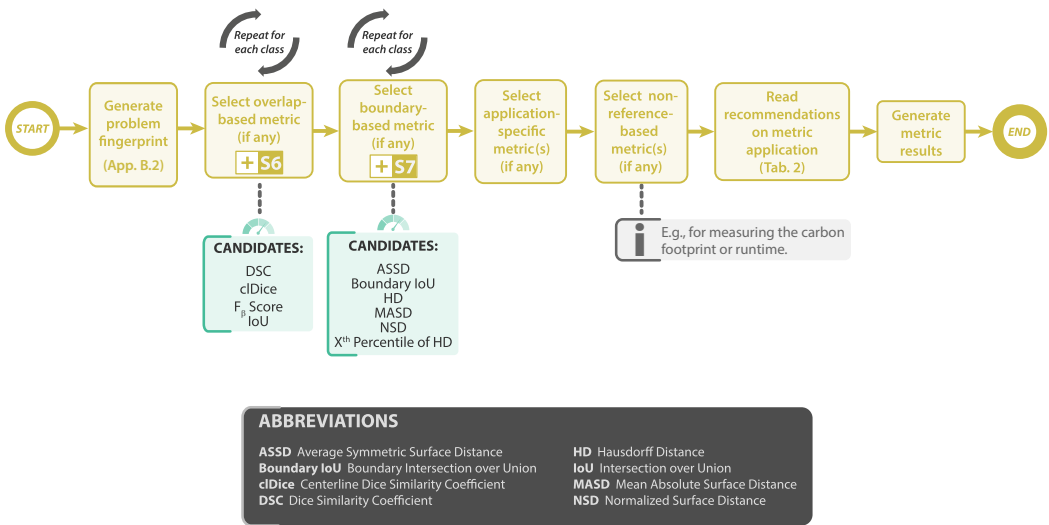 Repeat for
each class
Repeat for
each class
START
Generate
problem
fingerprint
(App. B.2)
Select overlap-
based metric
(if any)
+ S6
Select
boundary-
based metric
(if any)
+ S7
Select
application-
specific
metric(s)
(if any)
Select non-
reference-
based
metric(s)
(if any)
Read
recommendations
on metric
application
(Tab. 2)
Generate
metric
results
END
CANDIDATES:
DSC
clDice
Fβ Score
IoU
CANDIDATES:
ASSD
Boundary IoU
HD
MASD
NSD
Xth Percentile of HD
i
E.g., for measuring the carbon
footprint or runtime.
ABBREVIATIONS
ASSD Average Symmetric Surface Distance
Boundary IoU Boundary Intersection over Union
clDice Centerline Dice Similarity Coefficient
DSC Dice Similarity Coefficient
HD Hausdorff Distance
IoU Intersection over Union
MASD Mean Absolute Surface Distance
NSD Normalized Surface Distance